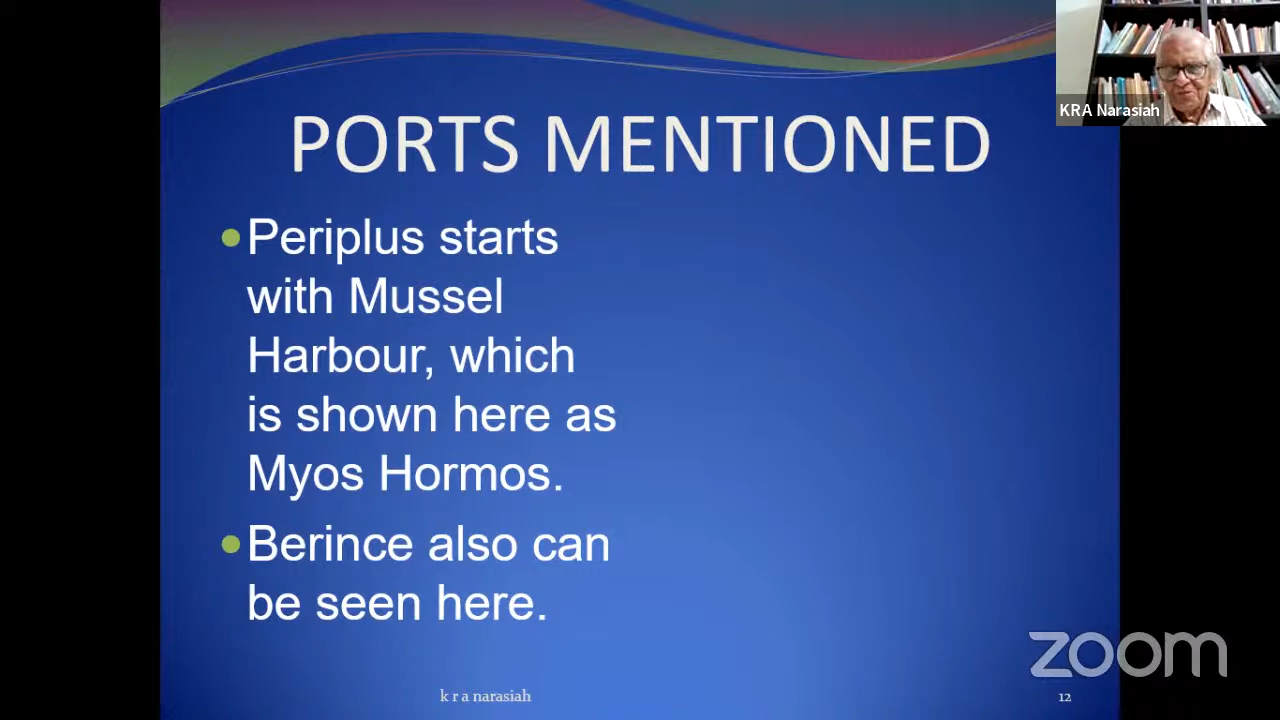 KRA Narasiah
PORTS MENTIONED
Periplus starts
with Mussel
Harbour, which
is shown here as
Myos Hormos.
Berince also can
be seen here.
zoom
k r a narasiah
12